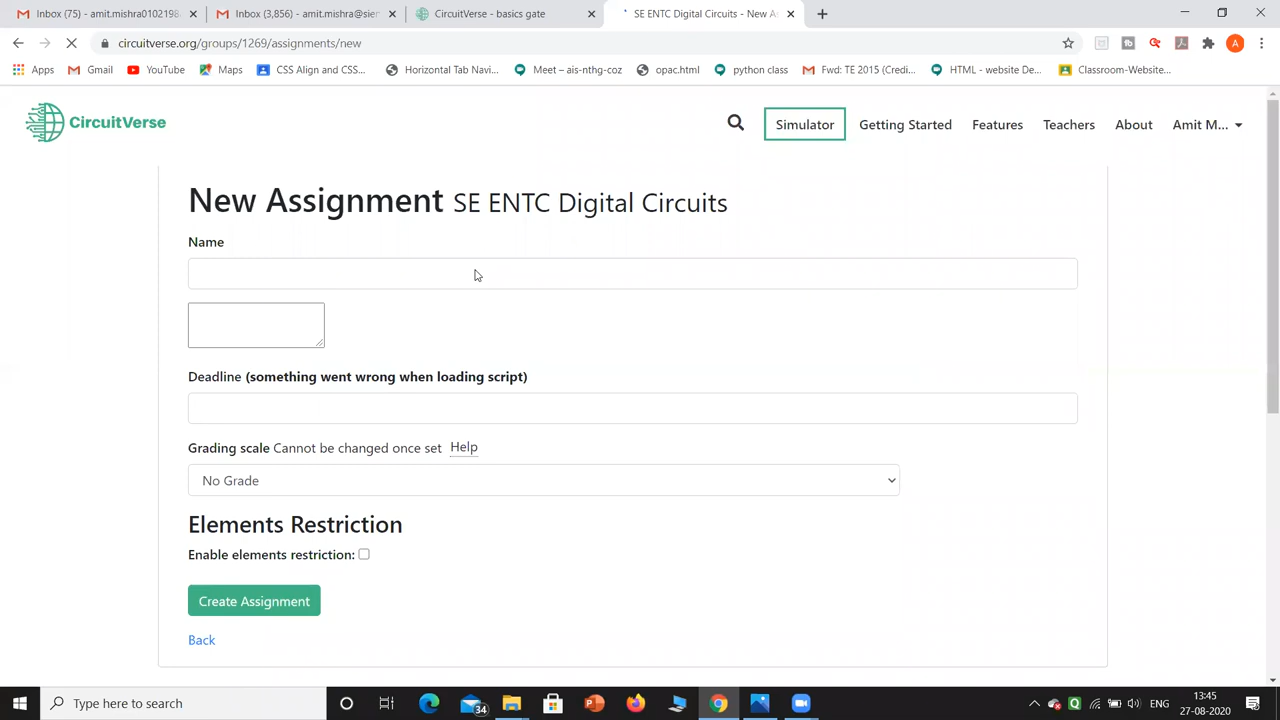 Inbox (75) - amit.mishra0102198
Inbox (3,856) - amit.mishra@sier
CircuitVerse - basics gate
SE ENTC Digital Circuits - New A
circuitverse.org/groups/1269/assignments/new
A
Apps
Gmail
YouTube
Maps
CSS Align and CSS...
Horizontal Tab Navi...
Meet – ais-nthg-coz
opac.html
python class
Fwd: TE 2015 (Credi...
HTML - website De...
Classroom-Website...
CircuitVerse
Simulator
Getting Started
Features
Teachers
About
Amit M...
New Assignment SE ENTC Digital Circuits
Name
Deadline (something went wrong when loading script)
Grading scale Cannot be changed once set Help
No Grade
Elements Restriction
Enable elements restriction:
Create Assignment
Back
Type here to search
34
ENG
13:45
27-08-2020